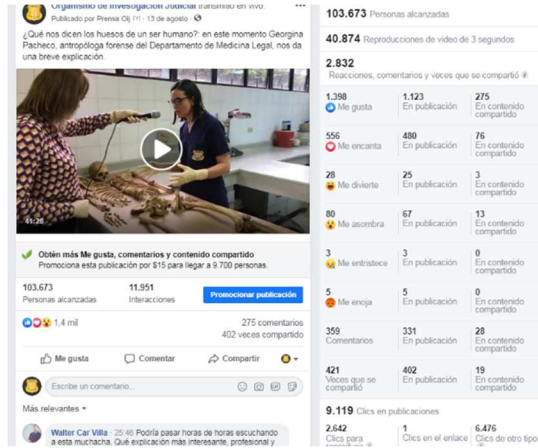 Organismo de Investigación Judicial transmitió en vivo.
Publicado por Prensa Oij · 13 de agosto ·
¿Qué nos dicen los huesos de un ser humano?: en este momento Georgina
Pacheco, antropóloga forense del Departamento de Medicina Legal, nos da
una breve explicación.
41:28
Obtén más Me gusta, comentarios y contenido compartido
Promociona esta publicación por $15 para llegar a 9.700 personas.
103.673
Personas alcanzadas
11.951
Interacciones
Promocionar publicación
1,4 mil
275 comentarios
402 veces compartido
Me gusta
Comentar
Compartir
Escribe un comentario...
GIF
Más relevantes
Walter Car Villa · 25:46 Podría pasar horas de horas escuchando
a esta muchacha. Qué explicación más interesante, profesional y
103.673 Personas alcanzadas
40.874 Reproducciones de video de 3 segundos
2.832
Reacciones, comentarios y veces que se compartió
1.398
Me gusta
1.123
En publicación
275
En contenido
compartido
556
Me encanta
480
En publicación
76
En contenido
compartido
28
Me divierte
25
En publicación
3
En contenido
compartido
80
Me asombra
67
En publicación
13
En contenido
compartido
3
Me entristece
3
En publicación
0
En contenido
compartido
5
Me enoja
5
En publicación
0
En contenido
compartido
359
Comentarios
331
En publicación
28
En contenido
compartido
421
Veces que se
compartió
402
En publicación
19
En contenido
compartido
9.119 Clics en publicaciones
2.642
Clics para
1
Clics en el enlace
6.476
Clics de otro tipo